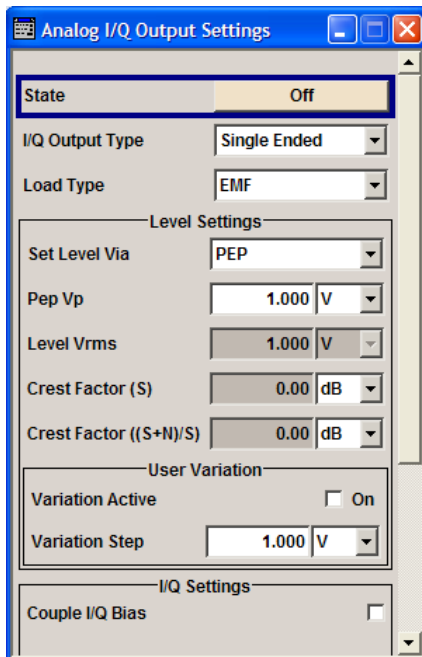 Analog I/Q Output Settings
State Off
I/Q Output Type Single Ended
Load Type EMF
Level Settings
Set Level Via PEP
Pep Vp 1.000 V
Level Vrms 1.000 V
Crest Factor (S) 0.00 dB
Crest Factor ((S+N)/S) 0.00 dB
User Variation
Variation Active On
Variation Step 1.000 V
I/Q Settings
Couple I/Q Bias